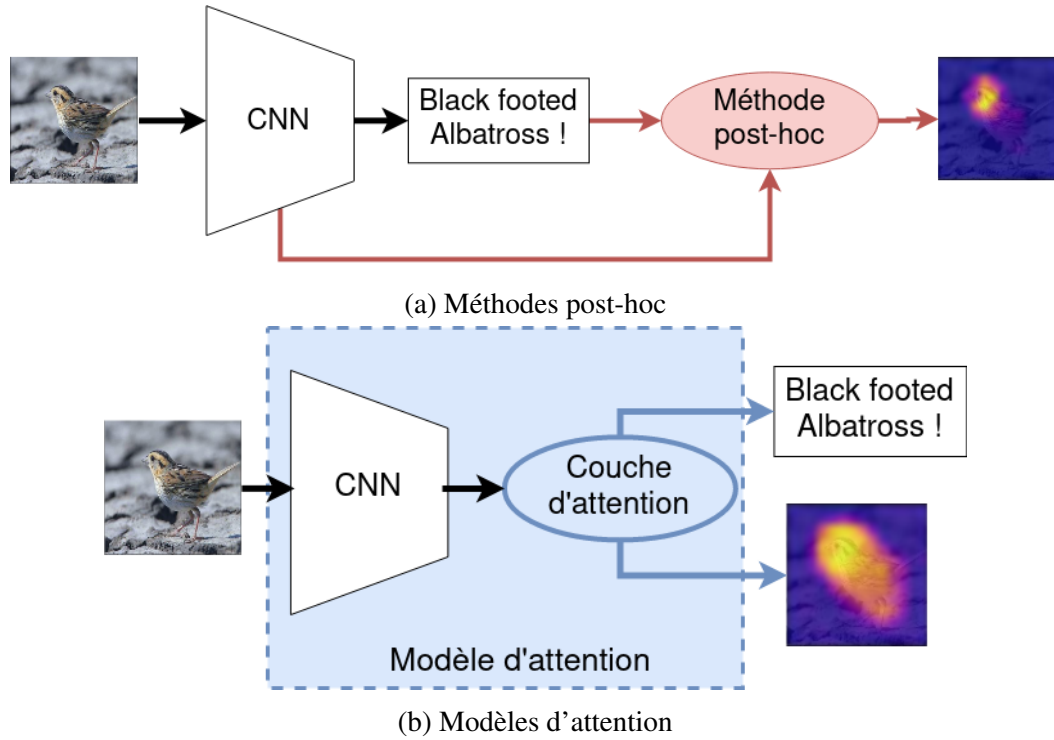 CNN
Black footed
Albatross !
Méthode
post-hoc
(a) Méthodes post-hoc
CNN
Couche
d'attention
Black footed
Albatross !
Modèle d'attention
(b) Modèles d’attention